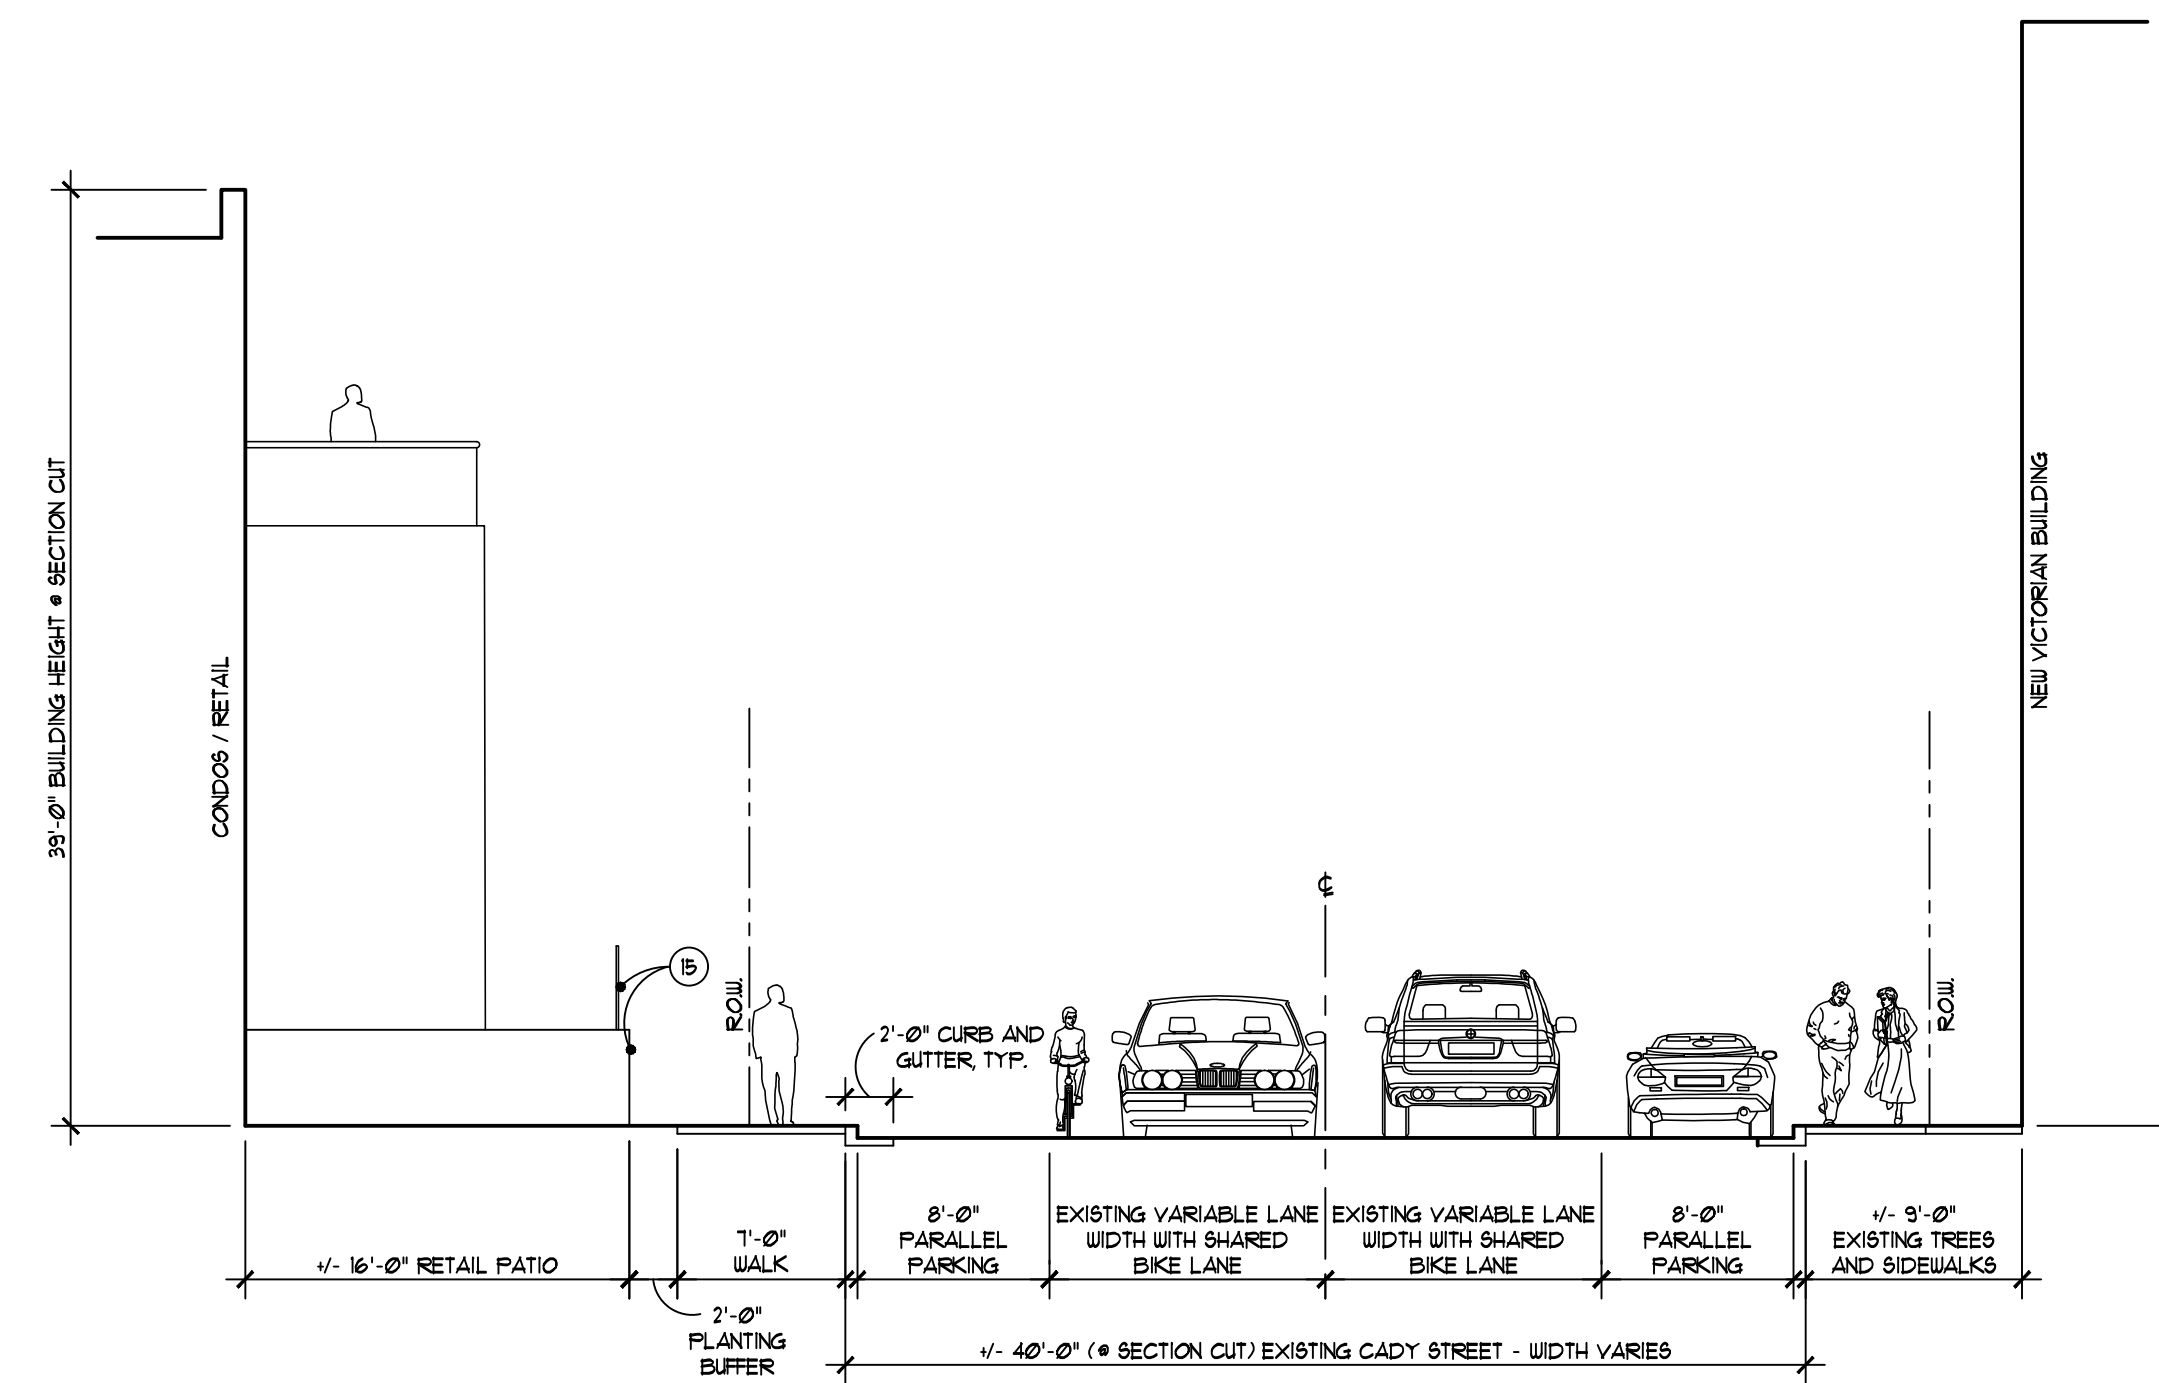 39'-0" BUILDING HEIGHT @ SECTION CUT
CONDOS / RETAIL
NEW VICTORIAN BUILDING
℄
15
R.O.W.
R.O.W.
2'-0" CURB AND
GUTTER, TYP.
+/- 16'-0" RETAIL PATIO
2'-0"
PLANTING
BUFFER
7'-0"
WALK
8'-0"
PARALLEL
PARKING
EXISTING VARIABLE LANE
WIDTH WITH SHARED
BIKE LANE
EXISTING VARIABLE LANE
WIDTH WITH SHARED
BIKE LANE
8'-0"
PARALLEL
PARKING
+/- 9'-0"
EXISTING TREES
AND SIDEWALKS
+/- 40'-0" (@ SECTION CUT) EXISTING CADY STREET - WIDTH VARIES